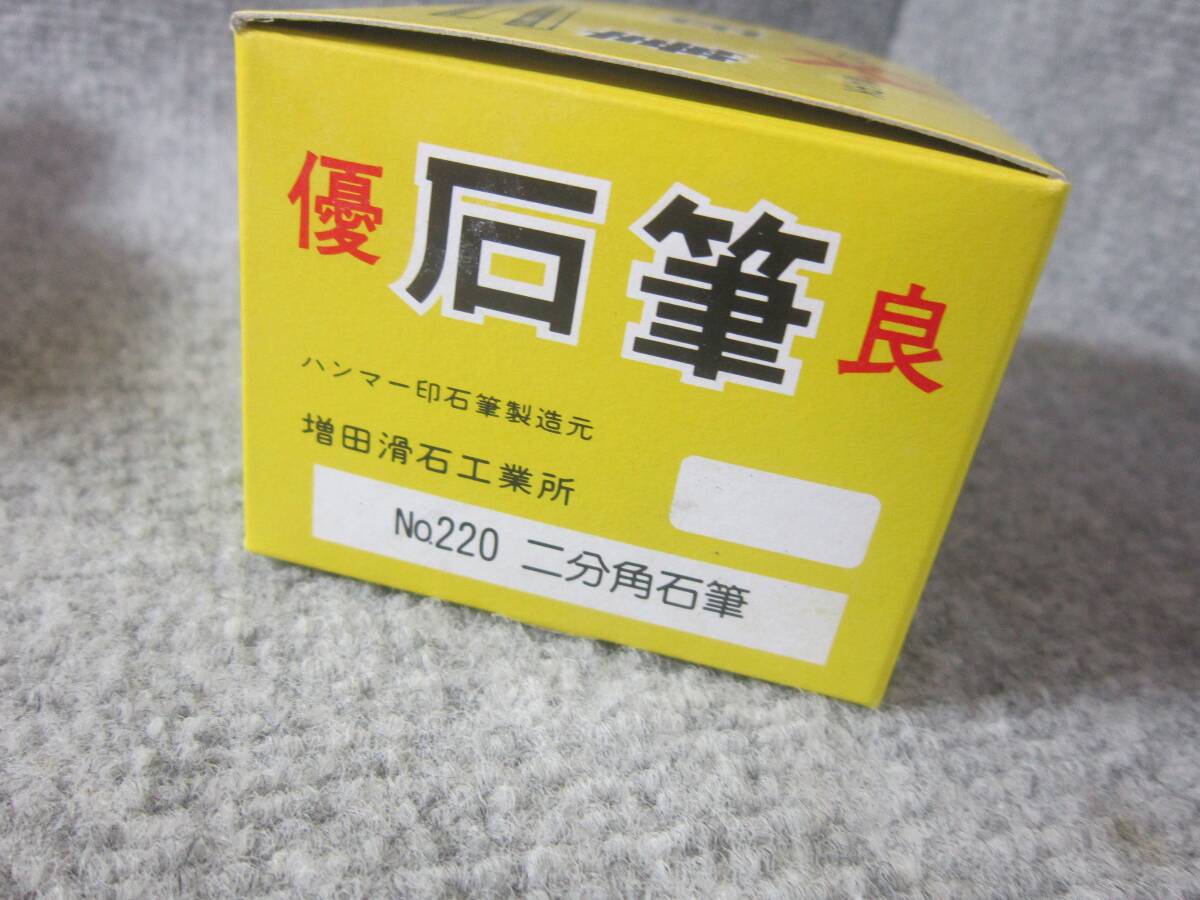 優 石筆 良
ハンマー印石筆製造元
増田滑石工業所
No.220 二分角石筆